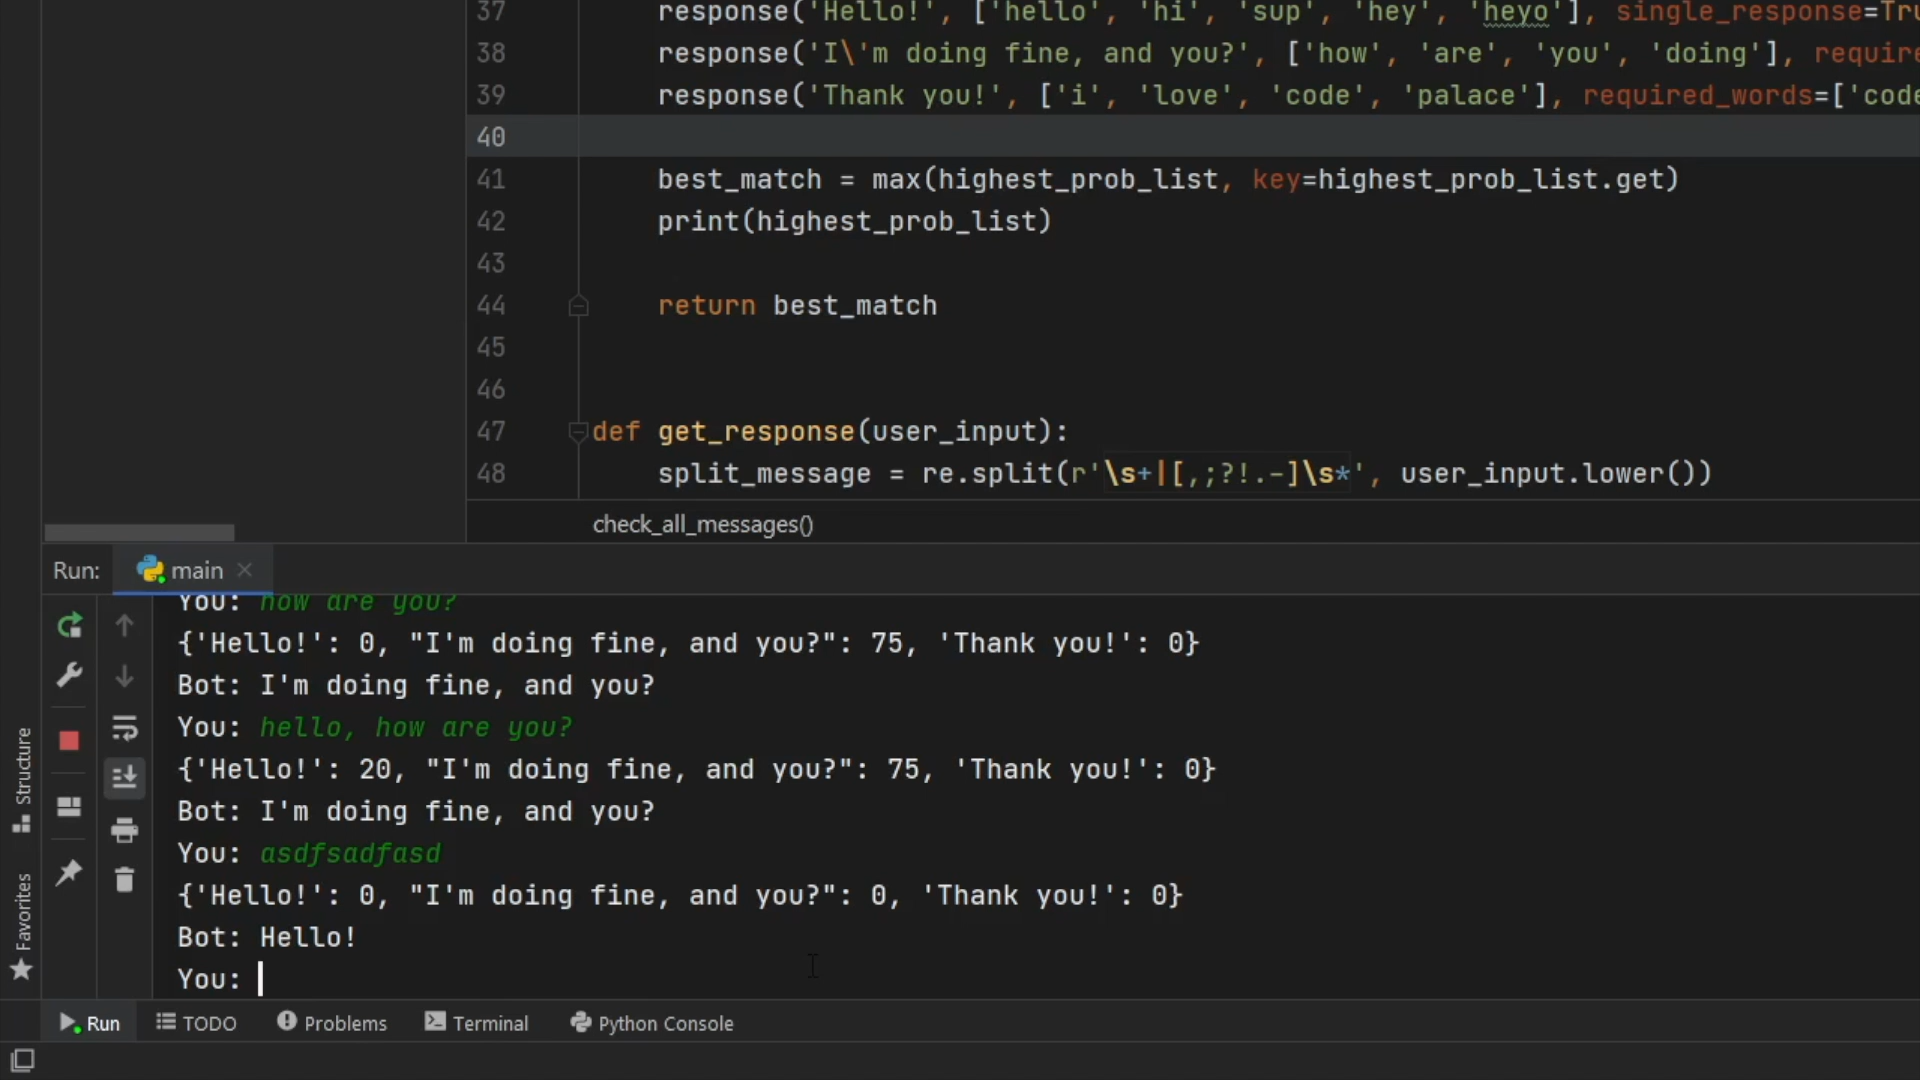 37 response('Hello!', ['hello', 'hi', 'sup', 'hey', 'heyo'], single_response=Tru
38 response('I\'m doing fine, and you?', ['how', 'are', 'you', 'doing'], require
39 response('Thank you!', ['i', 'love', 'code', 'palace'], required_words=['code
40
41 best_match = max(highest_prob_list, key=highest_prob_list.get)
42 print(highest_prob_list)
43
44 return best_match
45
46
47 def get_response(user_input):
48 split_message = re.split(r'\s+|[,;?!.-]\s*', user_input.lower())
check_all_messages()
Run: main
You: how are you?
{'Hello!': 0, "I'm doing fine, and you?": 75, 'Thank you!': 0}
Bot: I'm doing fine, and you?
You: hello, how are you?
{'Hello!': 20, "I'm doing fine, and you?": 75, 'Thank you!': 0}
Bot: I'm doing fine, and you?
You: asdfsadfasd
{'Hello!': 0, "I'm doing fine, and you?": 0, 'Thank you!': 0}
Bot: Hello!
You:
Structure
Favorites
Run TODO Problems Terminal Python Console